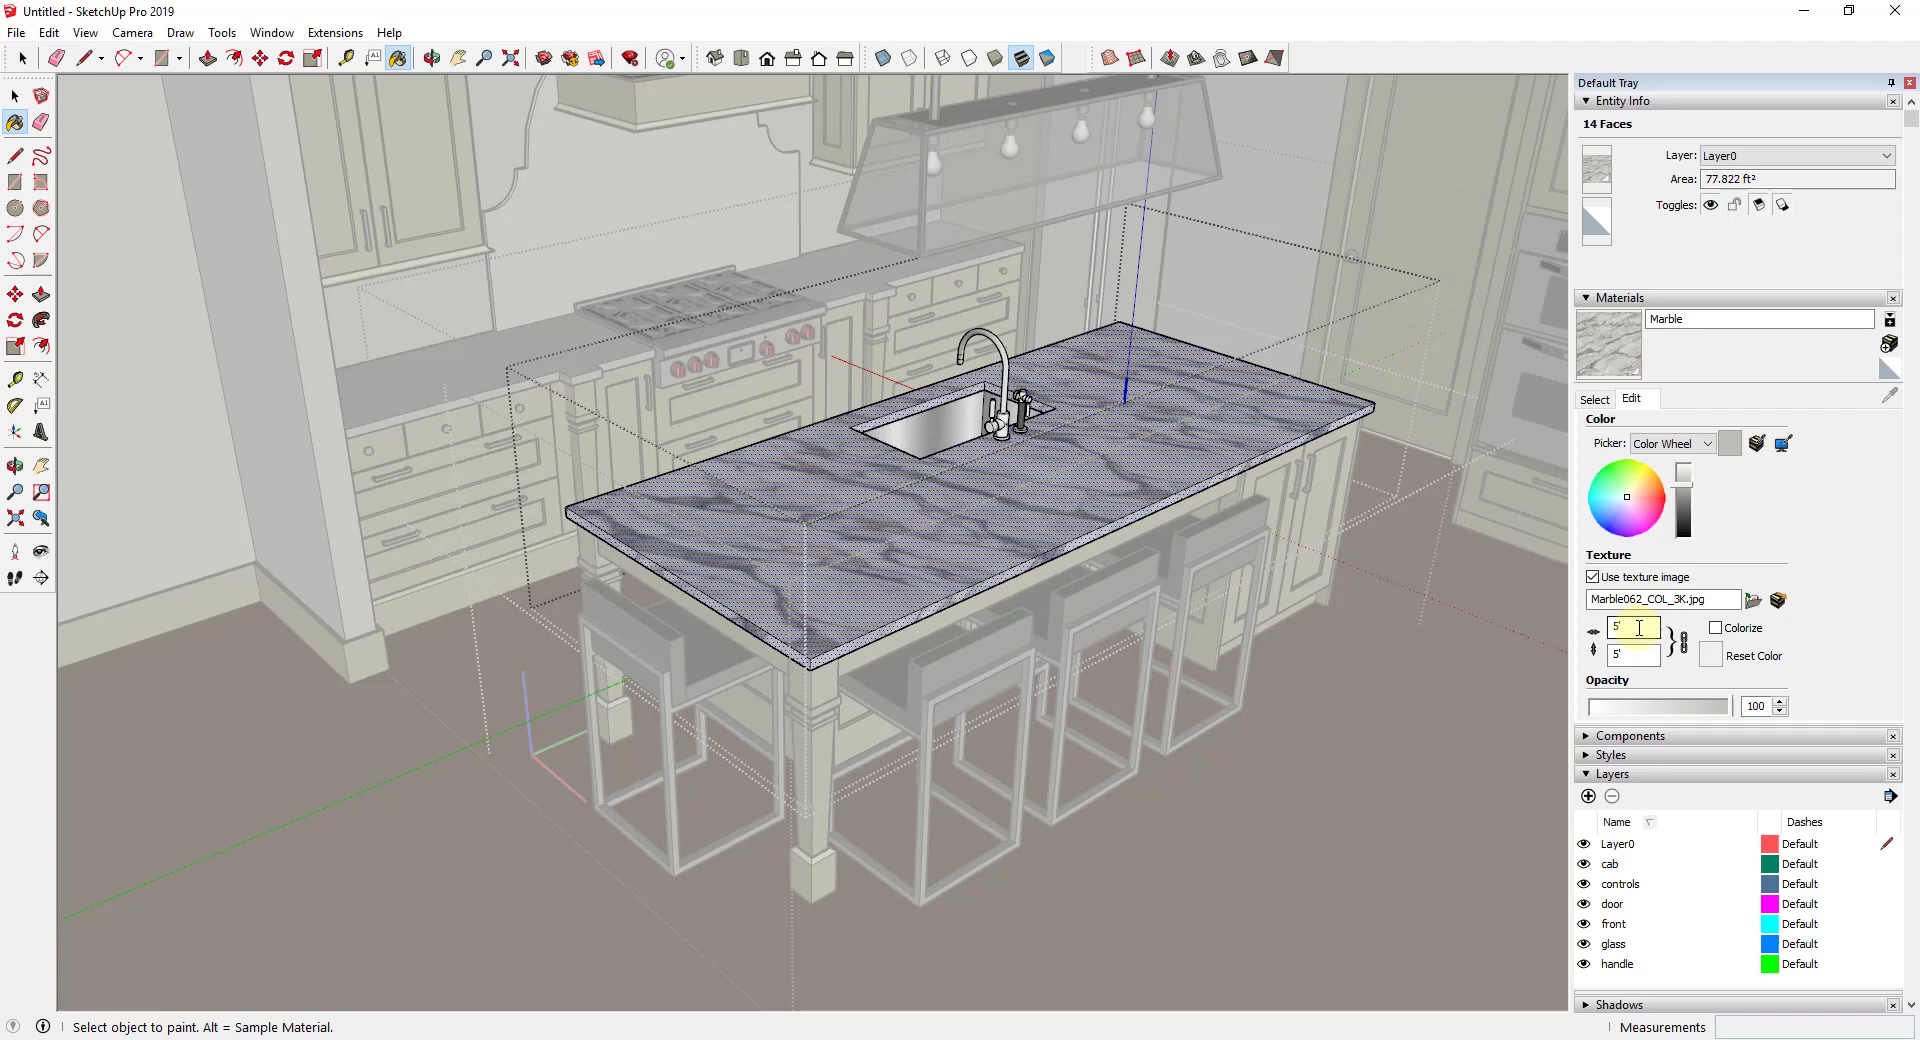 Untitled - SketchUp Pro 2019
File Edit View Camera Draw Tools Window Extensions Help
Default Tray
Entity Info
14 Faces
Layer: Layer0
Area: 77.822 ft²
Toggles:
Materials
Marble
Select Edit
Color
Picker: Color Wheel
Texture
Use texture image
Marble062_COL_3K.jpg
5' Colorize
5' Reset Color
Opacity
100
Components
Styles
Layers
Name Dashes
Layer0 Default
cab Default
controls Default
door Default
front Default
glass Default
handle Default
Shadows
Select object to paint. Alt = Sample Material.
Measurements